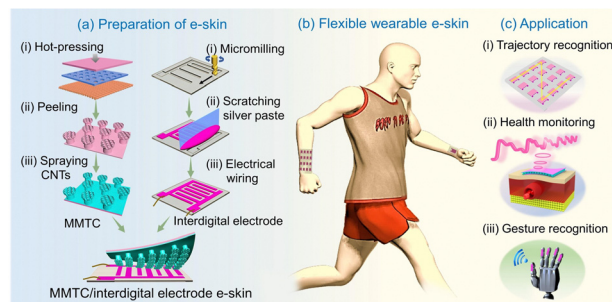 (a) Preparation of e-skin
(i) Hot-pressing
(ii) Peeling
(iii) Spraying
CNTs
MMTC
(i) Micromilling
(ii) Scratching
silver paste
(iii) Electrical
wiring
Interdigital electrode
MMTC/interdigital electrode e-skin
(b) Flexible wearable e-skin
(c) Application
(i) Trajectory recognition
(ii) Health monitoring
(iii) Gesture recognition